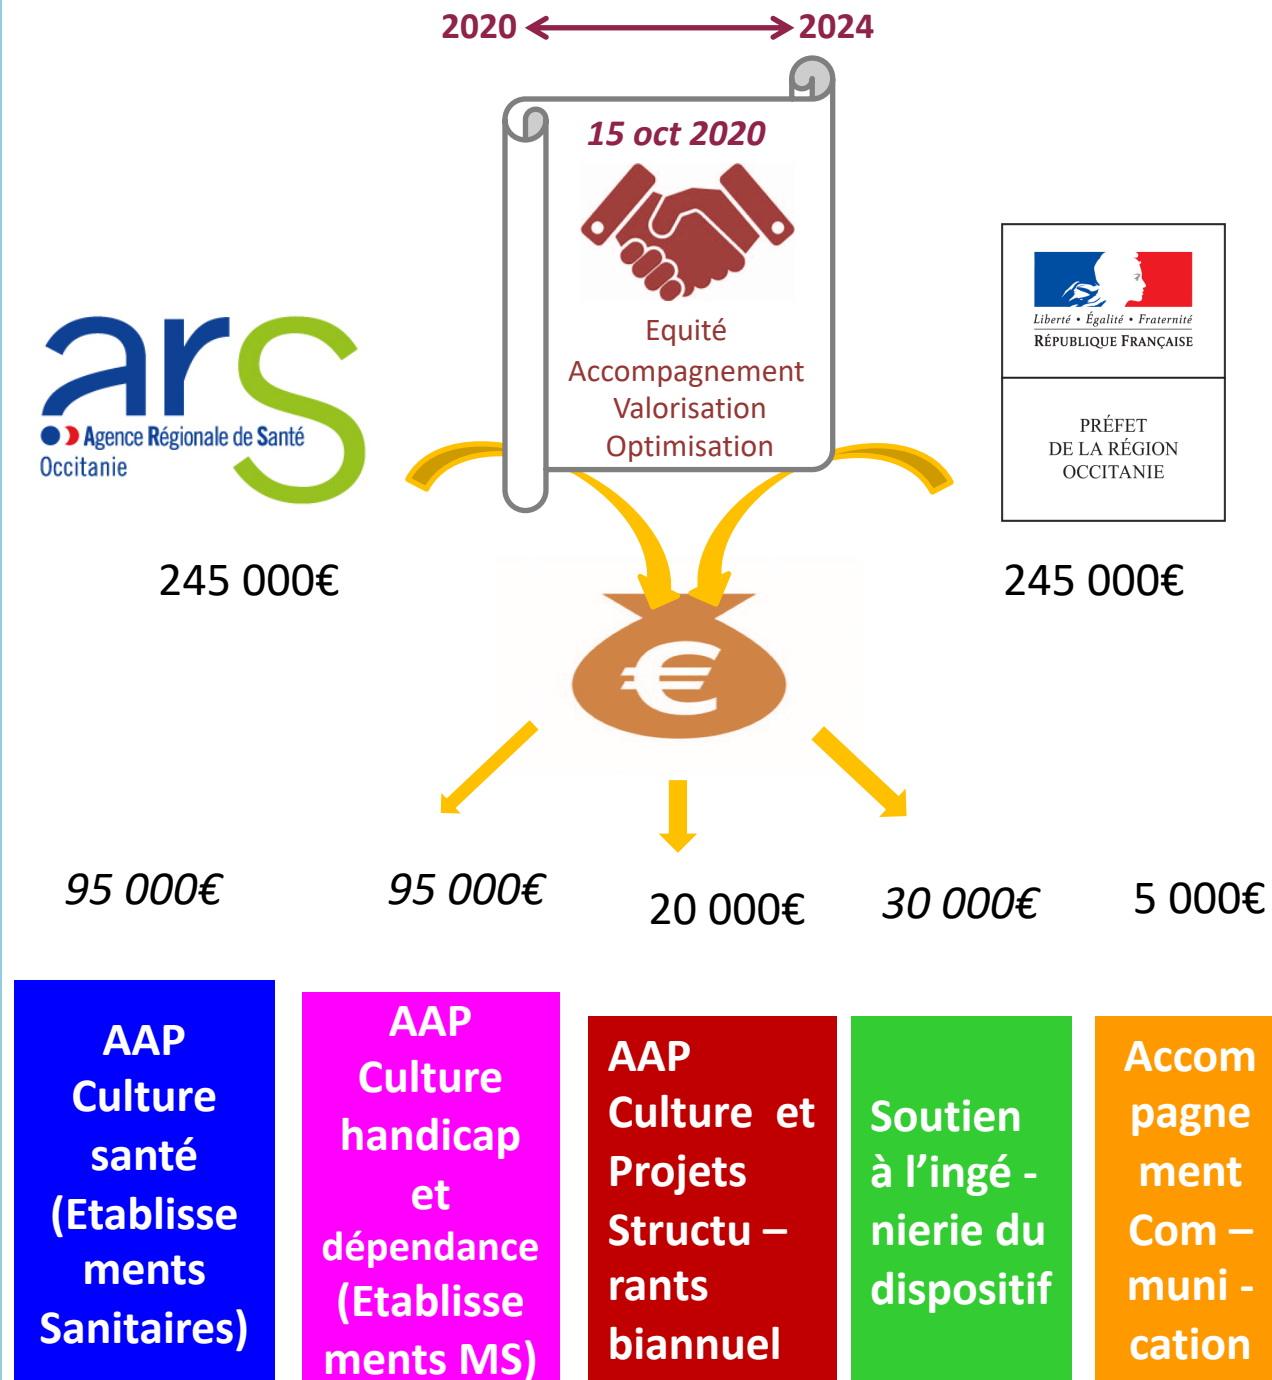 2020
2024
15 oct 2020
Equité
Accompagnement
Valorisation
Optimisation
ars
Agence Régionale de Santé
Occitanie
Liberté • Égalité • Fraternité
RÉPUBLIQUE FRANÇAISE
PRÉFET
DE LA RÉGION
OCCITANIE
245 000€
245 000€
€
95 000€
95 000€
20 000€
30 000€
5 000€
AAP
Culture
santé
(Etablisse
ments
Sanitaires)
AAP
Culture
handicap
et
dépendance
(Etablisse
ments MS)
AAP
Culture et
Projets
Structu –
rants
biannuel
Soutien
à l’ingé -
nierie du
dispositif
Accom
pagne
ment
Com –
muni -
cation